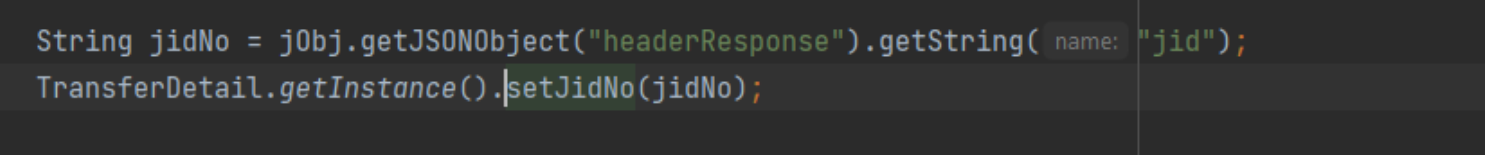 String jidNo = jObj.getJSONObject("headerResponse").getString( name: "jid");
TransferDetail.getInstance().setJidNo(jidNo);